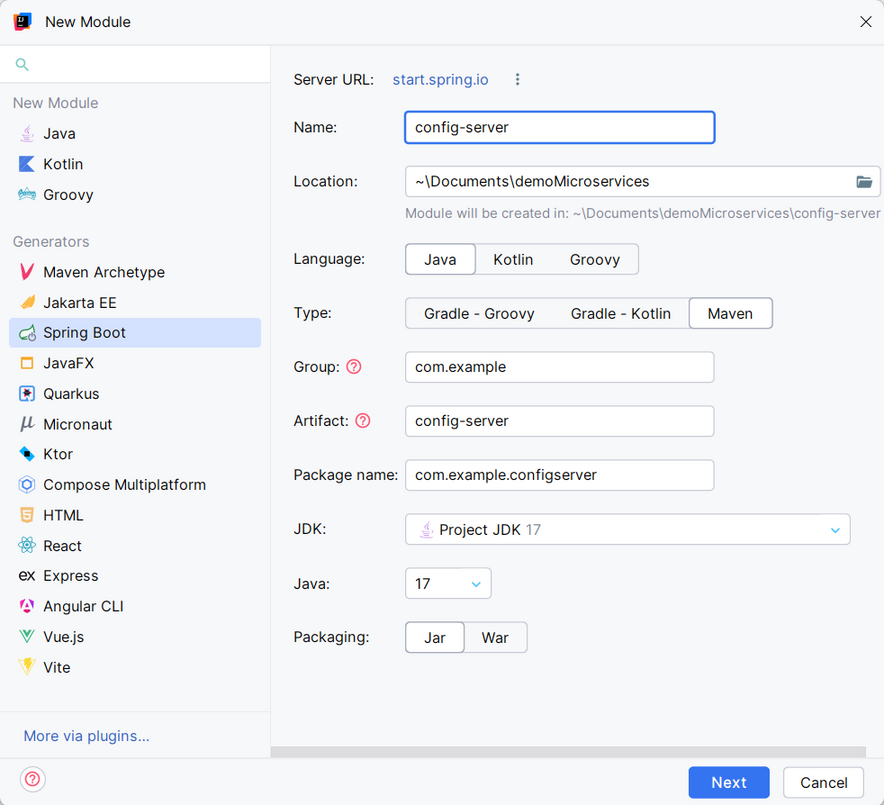 New Module
New Module
Java
Kotlin
Groovy
Generators
Maven Archetype
Jakarta EE
Spring Boot
JavaFX
Quarkus
Micronaut
Ktor
Compose Multiplatform
HTML
React
ex Express
Angular CLI
Vue.js
Vite
More via plugins...
Server URL: start.spring.io
Name: config-server
Location: ~\Documents\demoMicroservices
Module will be created in: ~\Documents\demoMicroservices\config-server
Language: Java Kotlin Groovy
Type: Gradle - Groovy Gradle - Kotlin Maven
Group: ? com.example
Artifact: ? config-server
Package name: com.example.configserver
JDK: Project JDK 17
Java: 17
Packaging: Jar War
? Next Cancel